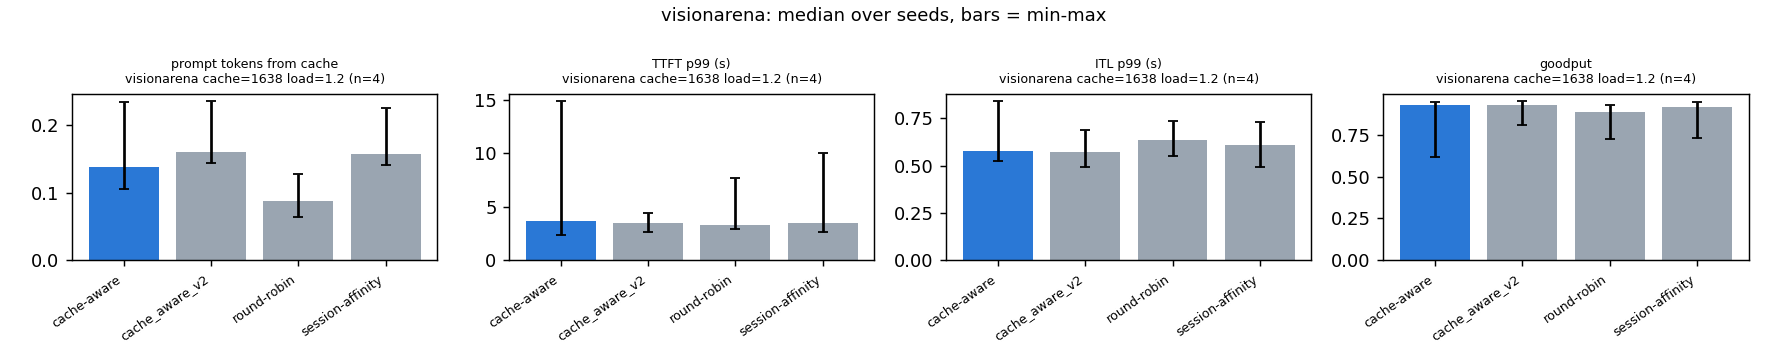 visionarena: median over seeds, bars = min-max
prompt tokens from cache
visionarena cache=1638 load=1.2 (n=4)
0.2
0.1
0.0
cache-aware
cache_aware_v2
round-robin
session-affinity
TTFT p99 (s)
visionarena cache=1638 load=1.2 (n=4)
15
10
5
0
cache-aware
cache_aware_v2
round-robin
session-affinity
ITL p99 (s)
visionarena cache=1638 load=1.2 (n=4)
0.75
0.50
0.25
0.00
cache-aware
cache_aware_v2
round-robin
session-affinity
goodput
visionarena cache=1638 load=1.2 (n=4)
0.75
0.50
0.25
0.00
cache-aware
cache_aware_v2
round-robin
session-affinity